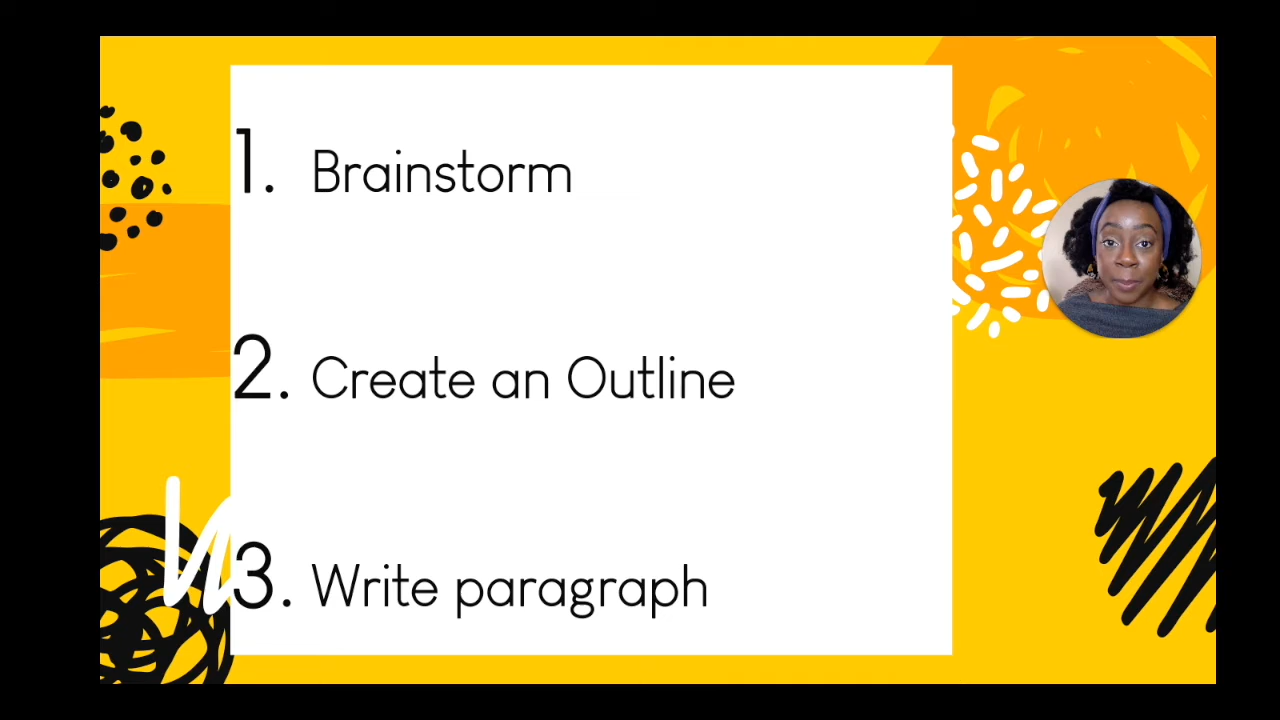 1. Brainstorm
2. Create an Outline
3. Write paragraph